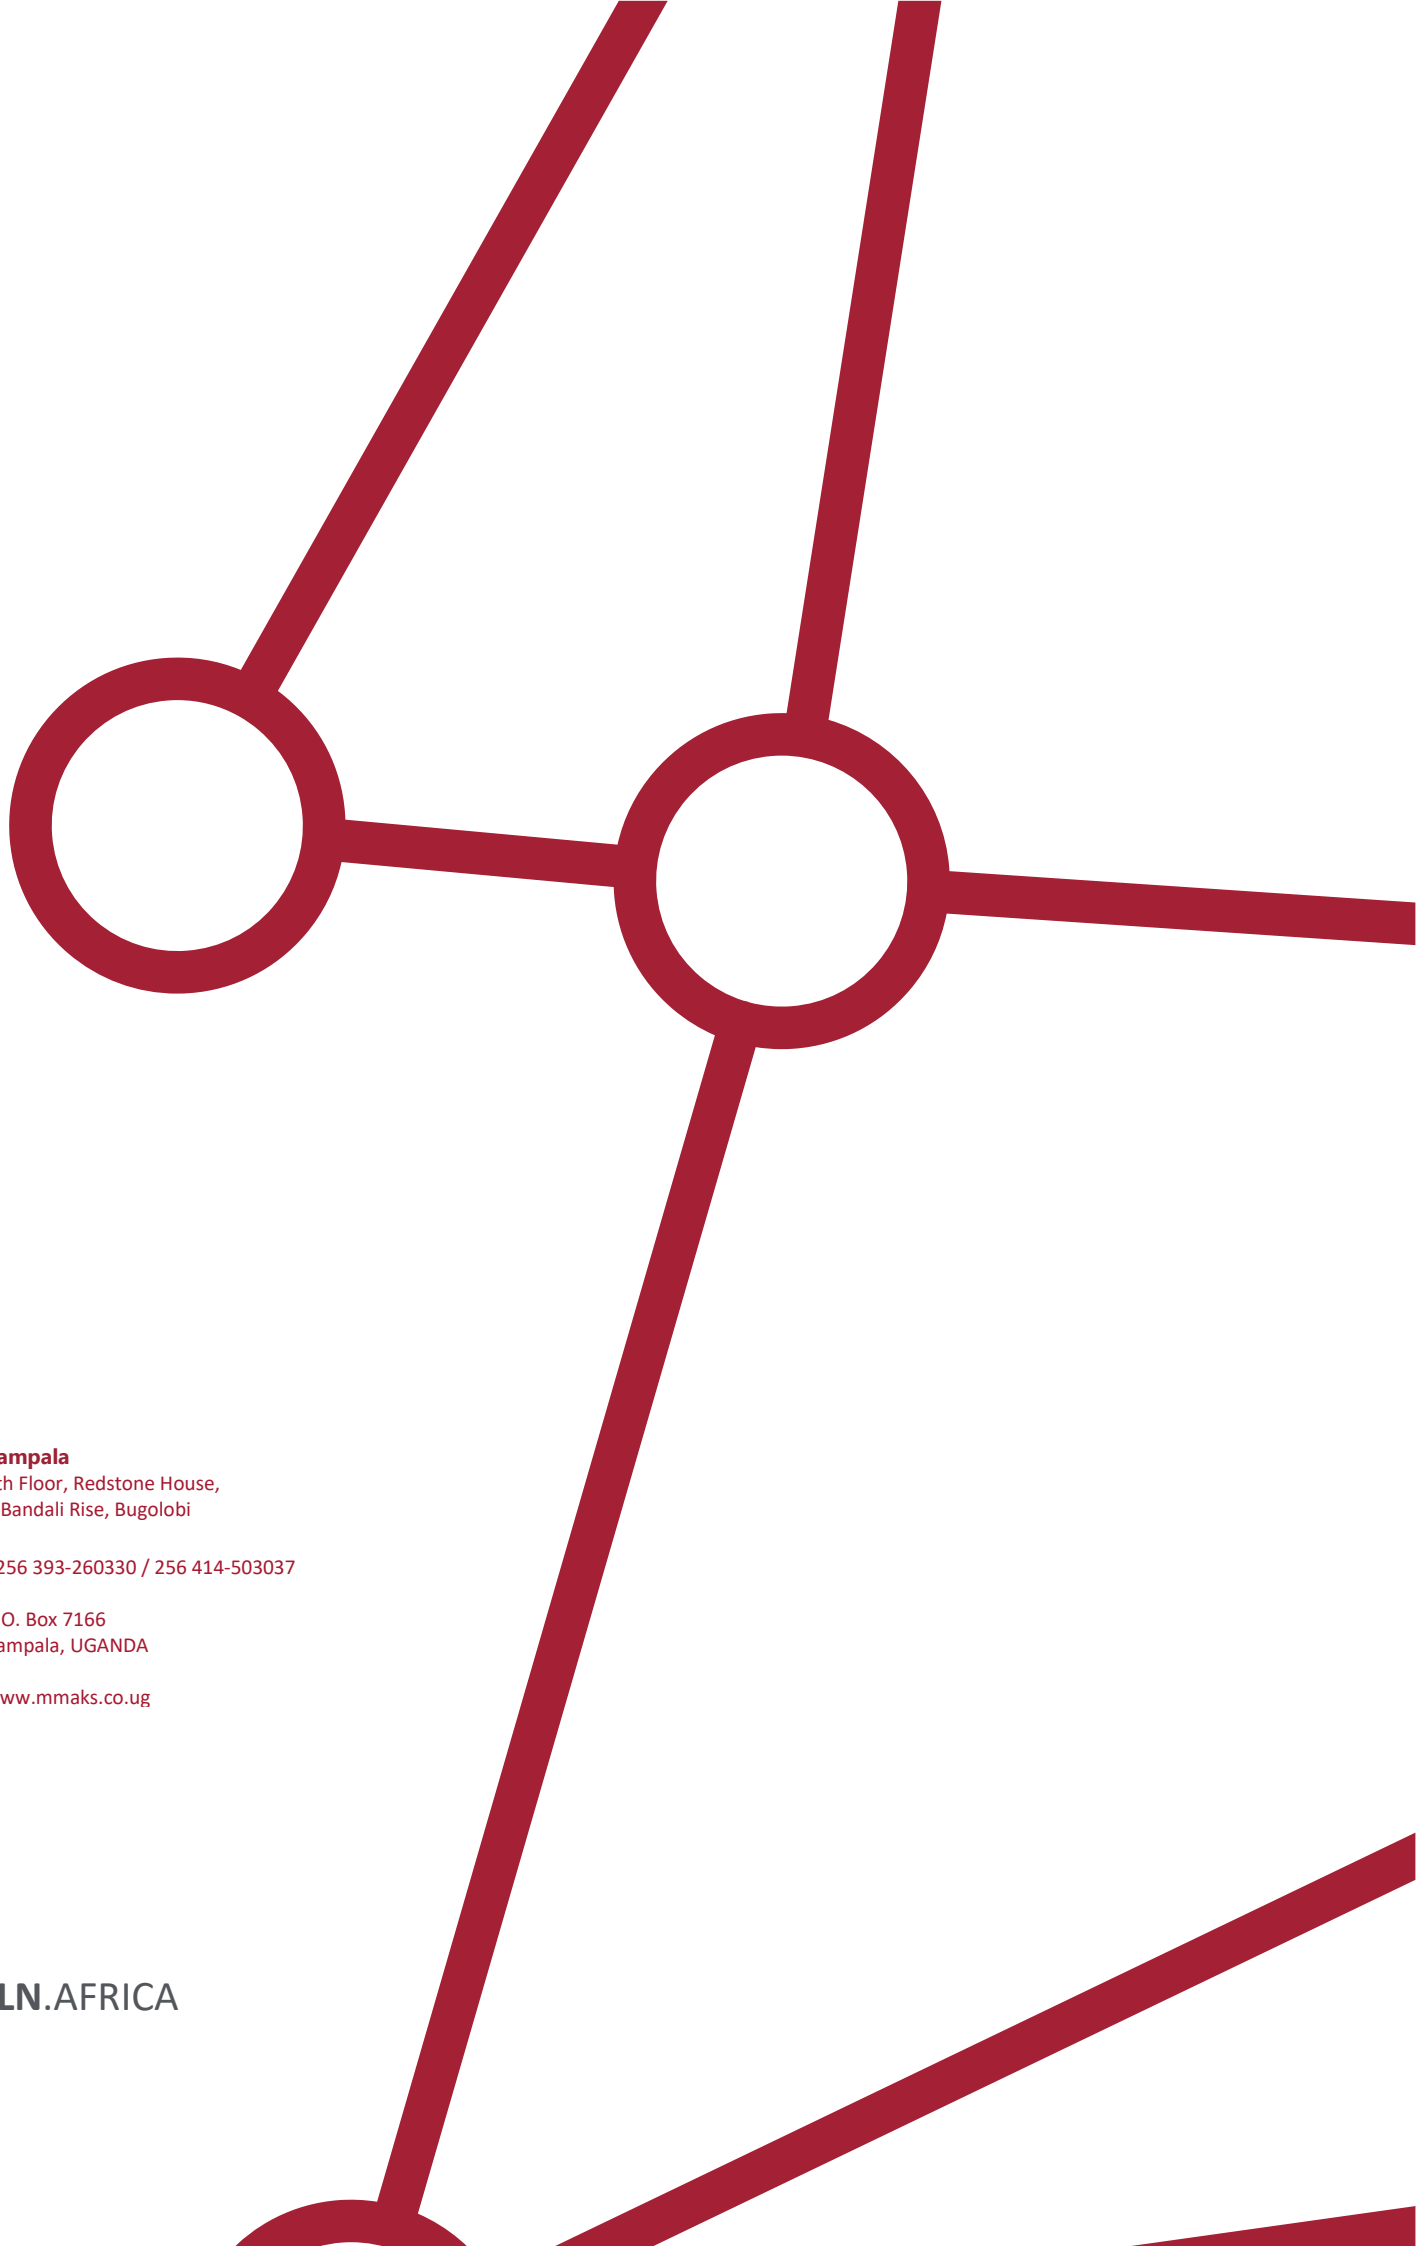 ampala
th Floor, Redstone House,
Bandali Rise, Bugolobi
256 393-260330 / 256 414-503037
O. Box 7166
ampala, UGANDA
ww.mmaks.co.ug
LN.AFRICA